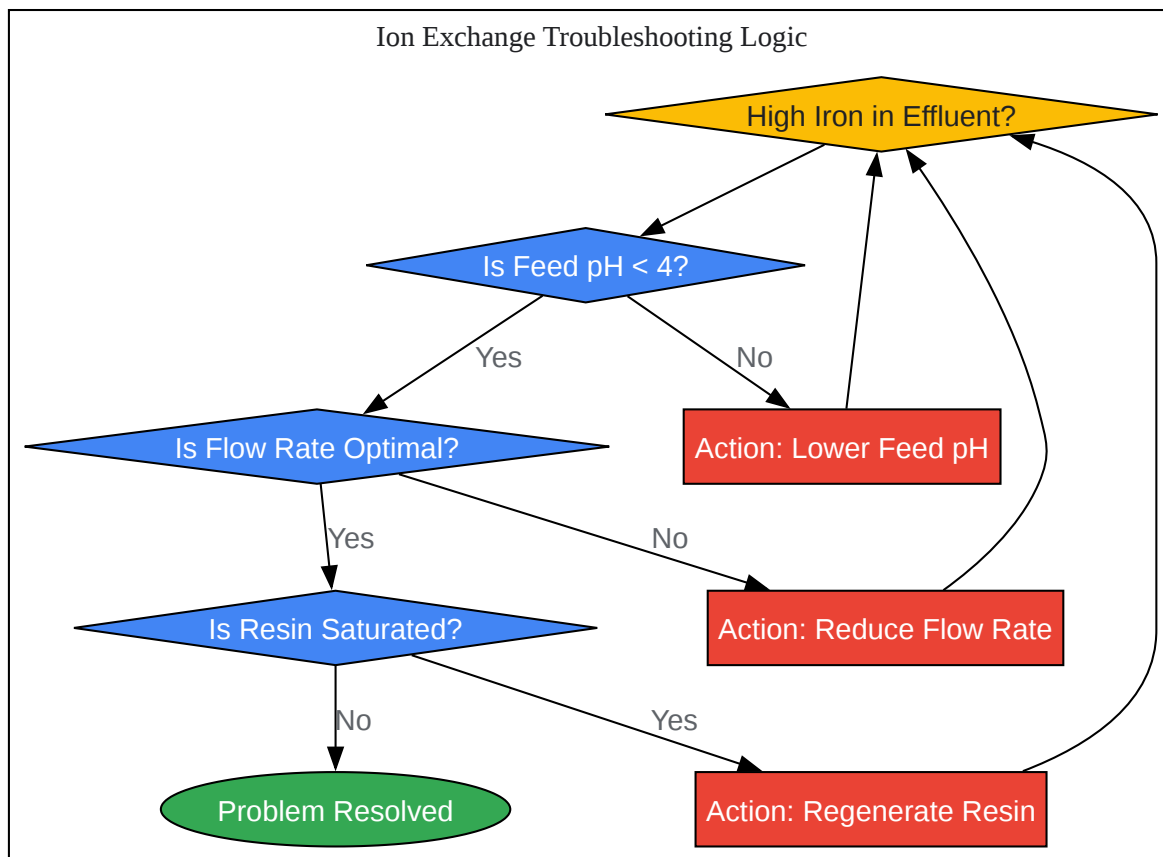 Ion Exchange Troubleshooting Logic
High Iron in Effluent?
Is Feed pH < 4?
Yes
No
Is Flow Rate Optimal?
Action: Lower Feed pH
Yes
No
Is Resin Saturated?
Action: Reduce Flow Rate
No
Yes
Problem Resolved
Action: Regenerate Resin